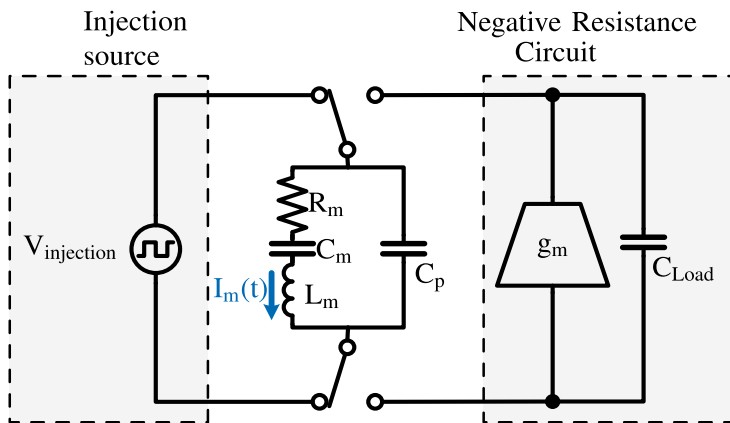 Injection
source
Negative Resistance
Circuit
Vinjection
Rm
Cm
Im(t)
Lm
Cp
gm
CLoad